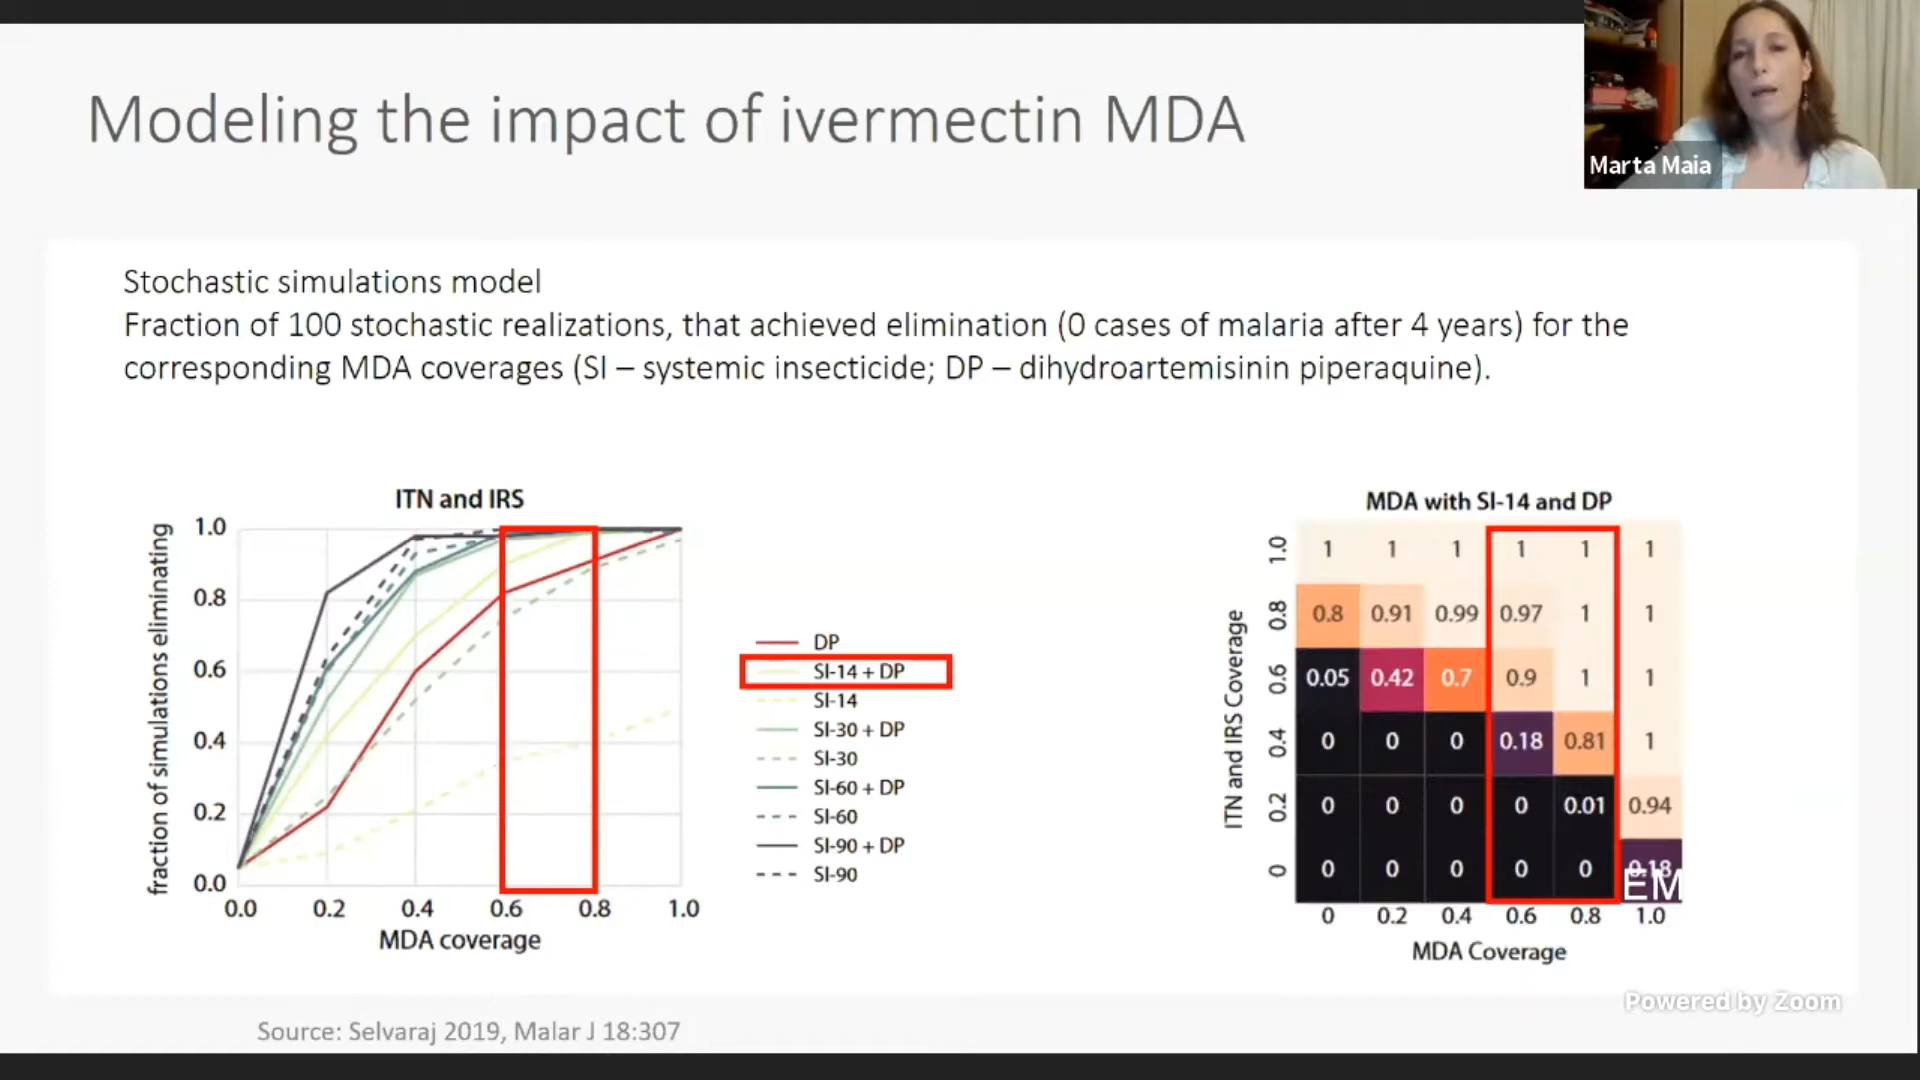 Modeling the impact of ivermectin MDA
Marta Maia
Stochastic simulations model
Fraction of 100 stochastic realizations, that achieved elimination (0 cases of malaria after 4 years) for the
corresponding MDA coverages (SI – systemic insecticide; DP – dihydroartemisinin piperaquine).
ITN and IRS
fraction of simulations eliminating
1.0
0.8
0.6
0.4
0.2
0.0
0.0 0.2 0.4 0.6 0.8 1.0
MDA coverage
DP
SI-14 + DP
SI-14
SI-30 + DP
SI-30
SI-60 + DP
SI-60
SI-90 + DP
SI-90
MDA with SI-14 and DP
ITN and IRS Coverage
1.0 1 1 1 1 1 1
0.8 0.8 0.91 0.99 0.97 1 1
0.6 0.05 0.42 0.7 0.9 1 1
0.4 0 0 0 0.18 0.81 1
0.2 0 0 0 0 0.01 0.94
0 0 0 0 0 0 0.18
EM
0 0.2 0.4 0.6 0.8 1.0
MDA Coverage
Powered by Zoom
Source: Selvaraj 2019, Malar J 18:307